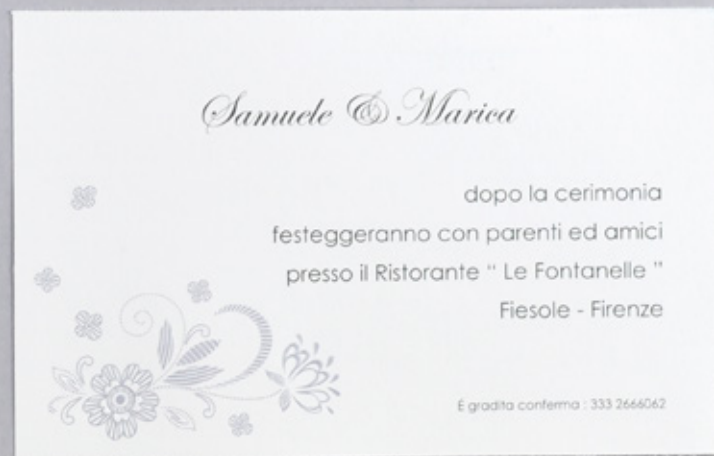 Samuele & Marica
dopo la cerimonia
festeggeranno con parenti ed amici
presso il Ristorante “ Le Fontanelle ”
Fiesole - Firenze
È gradita conferma : 333 2666062